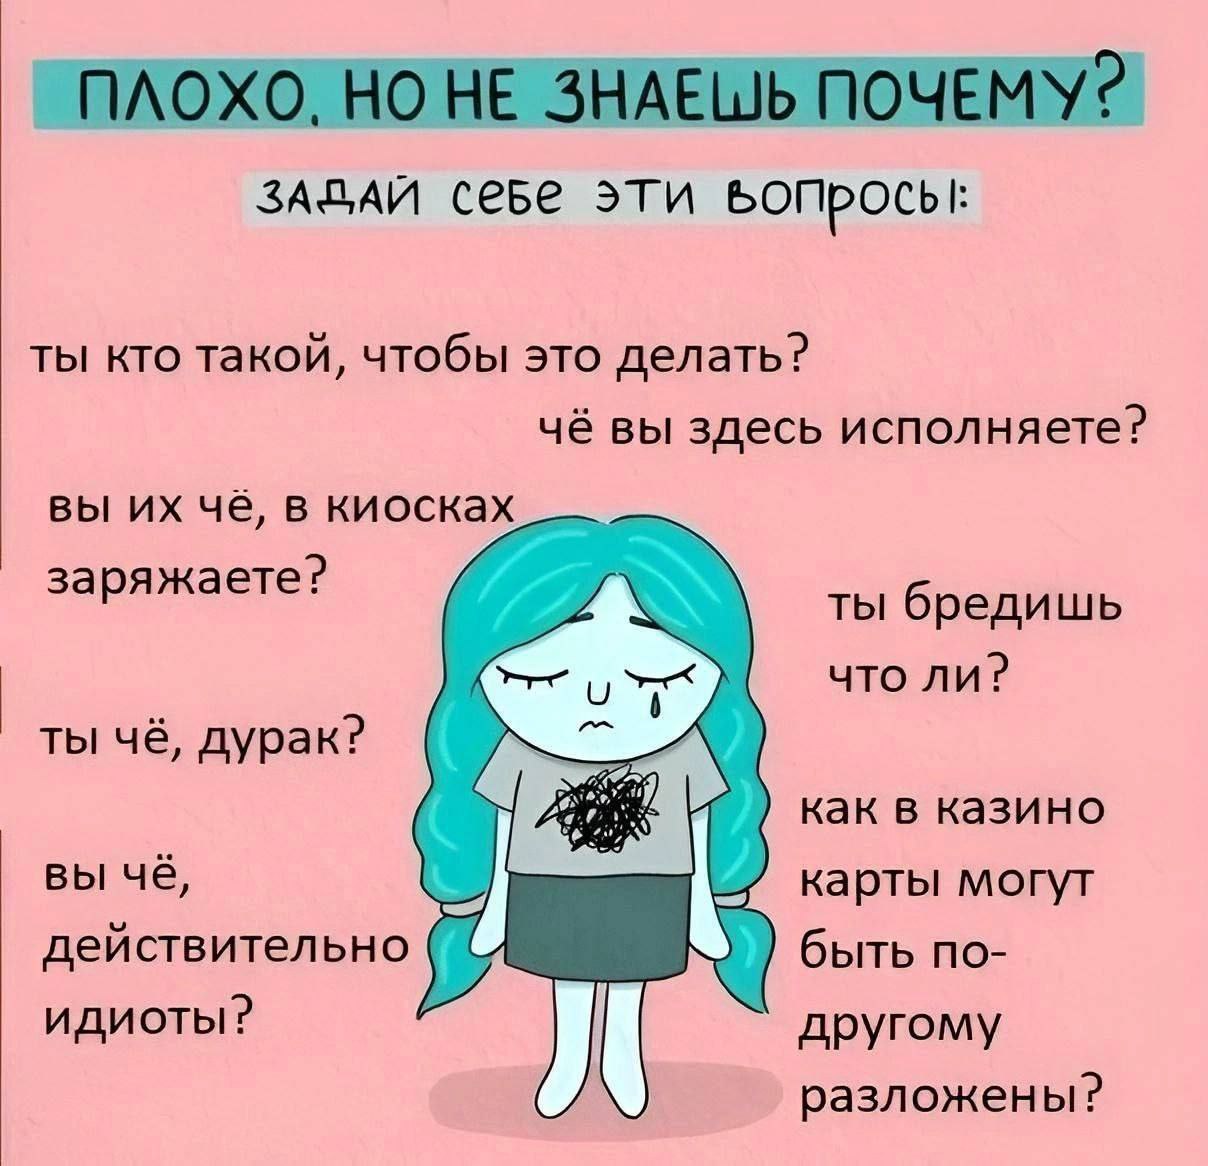 ПЛОХО, НО НЕ ЗНАЕШЬ ПОЧЕМУ?
ЗАДАЙ СЕБЕ ЭТИ ВОПРОСЫ:
ты кто такой, чтобы это делать?
чё вы здесь исполняете?
вы их чё, в киосках
заряжаете?
ты бредишь
что ли?
ты чё, дурак?
как в казино
карты могут
быть по-
другому
разложены?
вы чё,
действительно
идиоты?